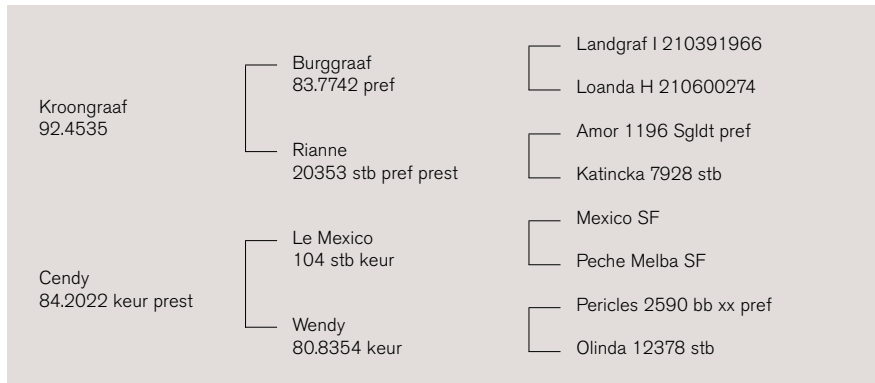 Kroongraaf
92.4535
Cendy
84.2022 keur prest
Burggraaf
83.7742 pref
Rianne
20353 stb pref prest
Le Mexico
104 stb keur
Wendy
80.8354 keur
Landgraf I 210391966
Loanda H 210600274
Amor 1196 Sgldt pref
Katincka 7928 stb
Mexico SF
Peche Melba SF
Pericles 2590 bb xx pref
Olinda 12378 stb